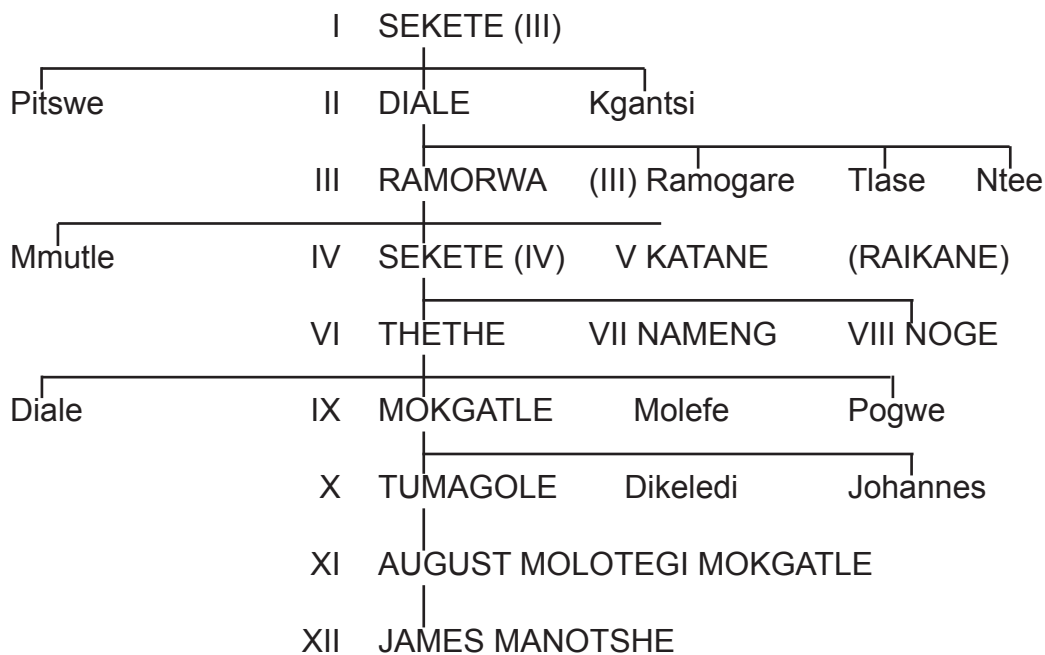 I SEKETE (III)
Pitswe II DIALE Kgantsi
III RAMORWA (III) Ramogare Tlase Ntee
Mmutle IV SEKETE (IV) V KATANE (RAIKANE)
VI THETHE VII NAMENG VIII NOGE
Diale IX MOKGATLE Molefe Pogwe
X TUMAGOLE Dikeledi Johannes
XI AUGUST MOLOTEGI MOKGATLE
XII JAMES MANOTSHE